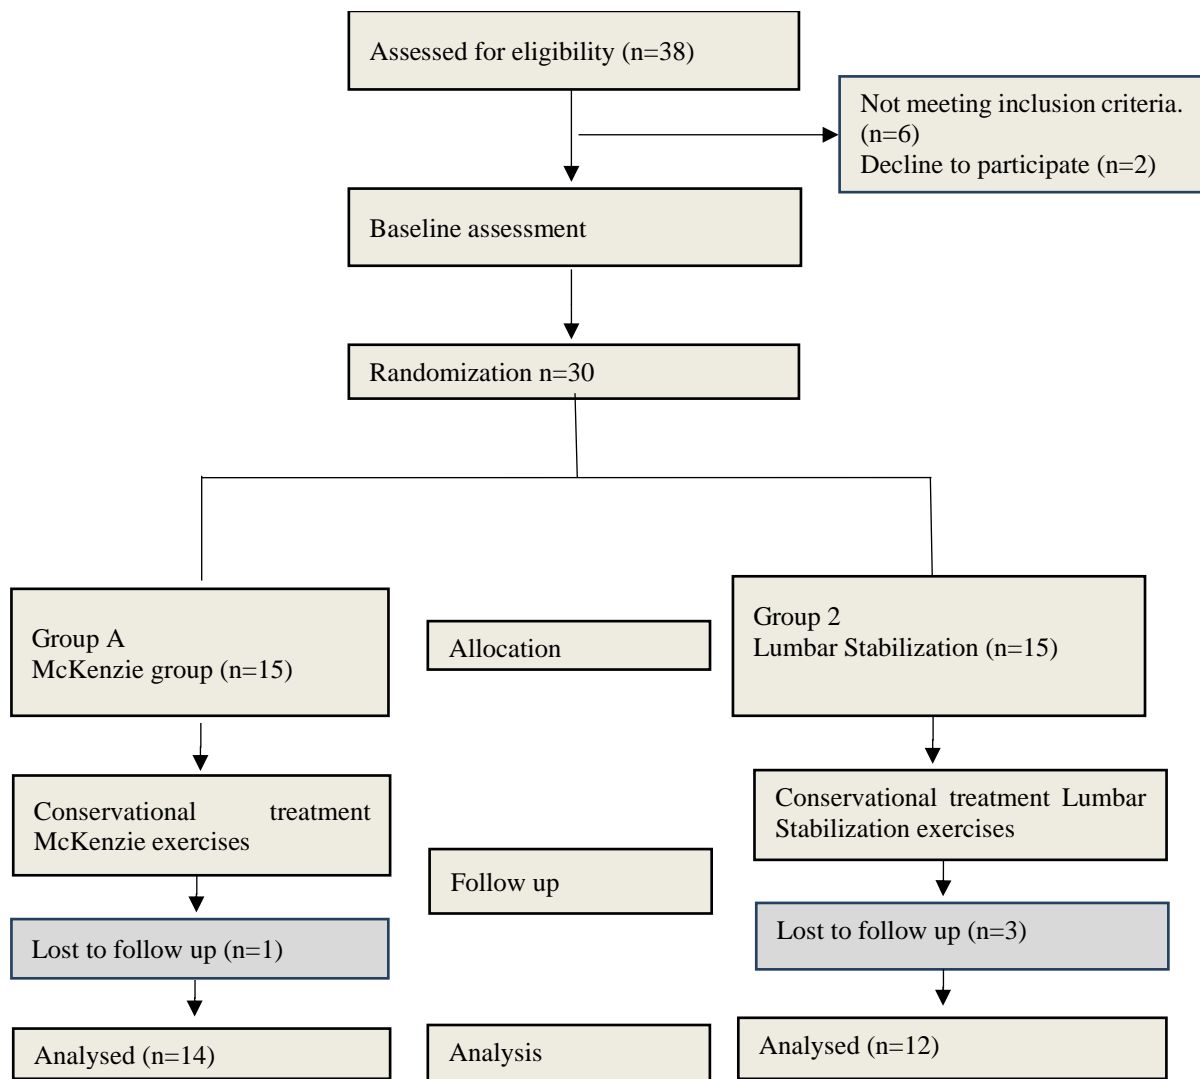 Assessed for eligibility (n=38)
Not meeting inclusion criteria.
(n=6)
Decline to participate (n=2)
Baseline assessment
Randomization n=30
Group A
McKenzie group (n=15)
Allocation
Group 2
Lumbar Stabilization (n=15)
Conservational treatment
McKenzie exercises
Conservational treatment Lumbar
Stabilization exercises
Follow up
Lost to follow up (n=1)
Lost to follow up (n=3)
Analysed (n=14)
Analysis
Analysed (n=12)